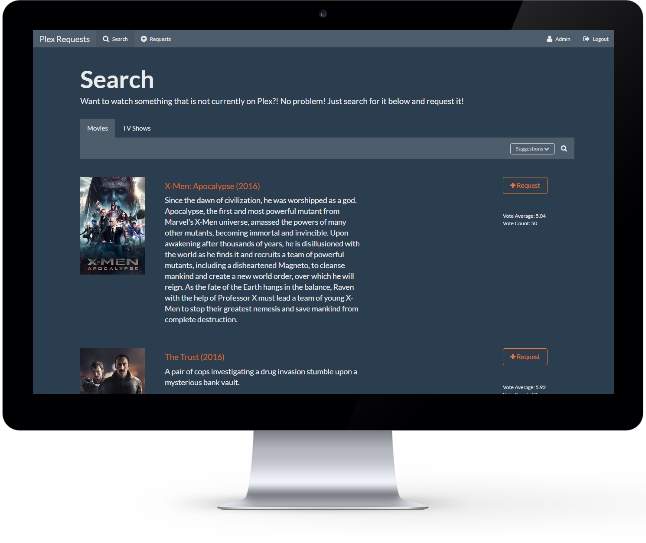 Plex Requests Search Requests Admin Logout
Search
Want to watch something that is not currently on Plex?! No problem! Just search for it below and request it!
Movies TV Shows
Suggestions
X-Men: Apocalypse (2016)
Since the dawn of civilization, he was worshipped as a god.
Apocalypse, the first and most powerful mutant from
Marvel's X-Men universe, amassed the powers of many
other mutants, becoming immortal and invincible. Upon
awakening after thousands of years, he is disillusioned with
the world as he finds it and recruits a team of powerful
mutants, including a disheartened Magneto, to cleanse
mankind and create a new world order, over which he will
reign. As the fate of the Earth hangs in the balance, Raven
with the help of Professor X must lead a team of young X-
Men to stop their greatest nemesis and save mankind from
complete destruction.
+ Request
Vote Average: 5.04
Vote Count: 50
X-MEN
APOCALYPSE
The Trust (2016)
A pair of cops investigating a drug invasion stumble upon a
mysterious bank vault.
+ Request
Vote Average: 5.92